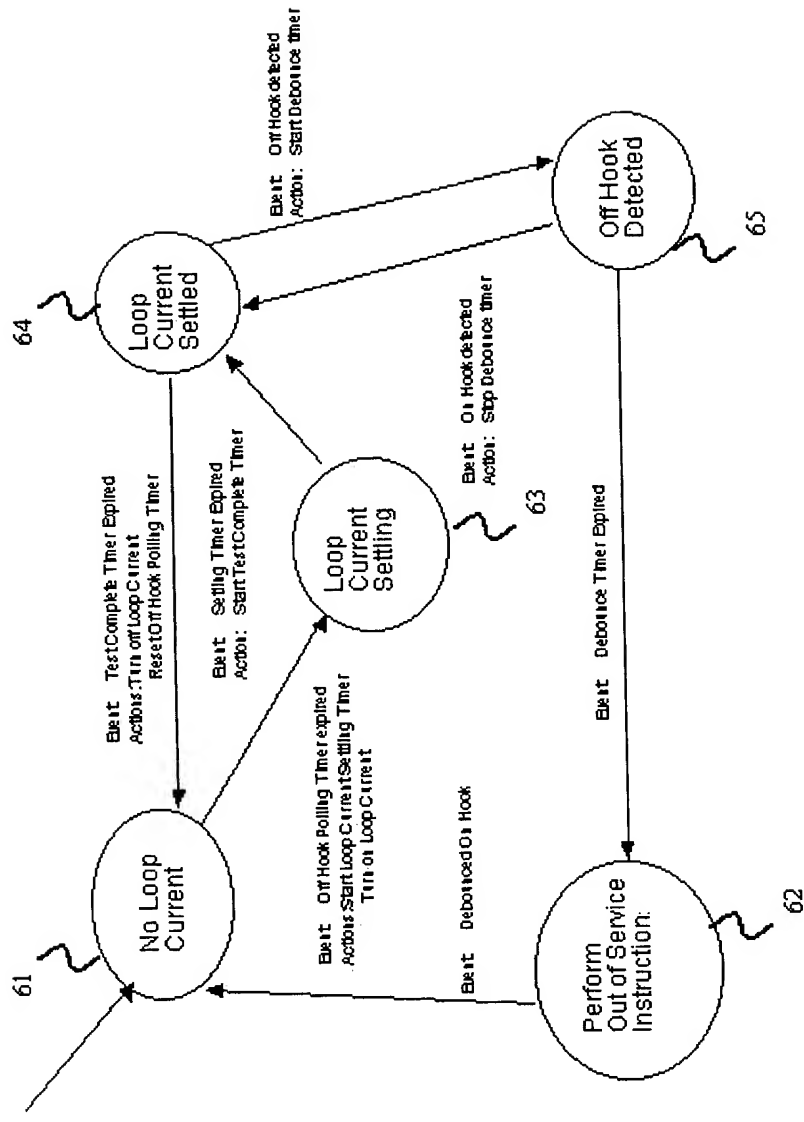 61
No Loop
Current
Event: Test Complete Timer Expired
Actions: Turn off Loop Current
Reset Off Hook Polling Timer
64
Loop
Current
Settled
Event: Off Hook detected
Action: Start Debounce timer
Event: Settling Timer Expired
Action: Start Test Complete Timer
Event: Off Hook Polling Timer expired
Actions: Start Loop Current Settling Timer
Turn on Loop Current
Loop
Current
Settling
63
Event: On Hook detected
Action: Stop Debounce timer
Event: Debounced On Hook
Event: Debounce Timer Expired
Perform
Out of Service
Instruction:
62
Off Hook
Detected
65